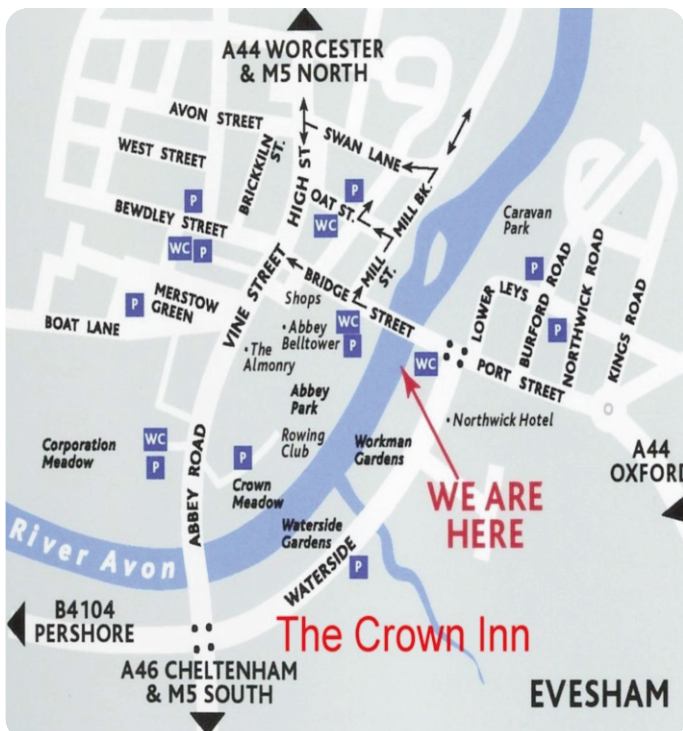 A44 WORCESTER
& M5 NORTH
AVON STREET
SWAN LANE
WEST STREET
BRICKKILN
ST.
HIGH ST
P
OAT ST.
P
MILL BK.
BEWDLEY STREET
WC
WC
P
Caravan
Park
P
MERSTOW
GREEN
P
BOAT LANE
VINE STREET
BRIDGE STREET
MILL
ST.
Shops
• Abbey
Belltower
WC
P
• The
Almonry
WC
LOWER LEYS
BURFORD ROAD
P
NORTHWICK ROAD
KINGS ROAD
PORT STREET
Abbey
Park
Rowing
Club
Workman
Gardens
• Northwick Hotel
Corporation
Meadow
WC
P
ABBEY ROAD
P
Crown
Meadow
A44
OXFORD
WE ARE
HERE
River Avon
Waterside
Gardens
WATERSIDE
P
B4104
PERSHORE
The Crown Inn
A46 CHELTENHAM
& M5 SOUTH
EVESHAM